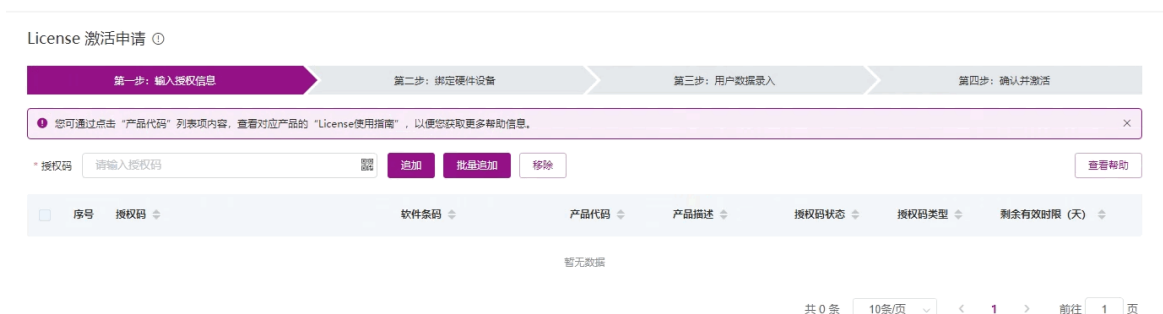 License 激活申请
第一步：输入授权信息 第二步：绑定硬件设备 第三步：用户数据录入 第四步：确认并激活
您可通过点击“产品代码”列表项内容，查看对应产品的“License使用指南”，以便您获取更多帮助信息。
* 授权码 请输入授权码 追加 批量追加 移除 查看帮助
序号 授权码 软件条码 产品代码 产品描述 授权码状态 授权码类型 剩余有效时限（天）
暂无数据
共 0 条 10条/页 < 1 > 前往 1 页